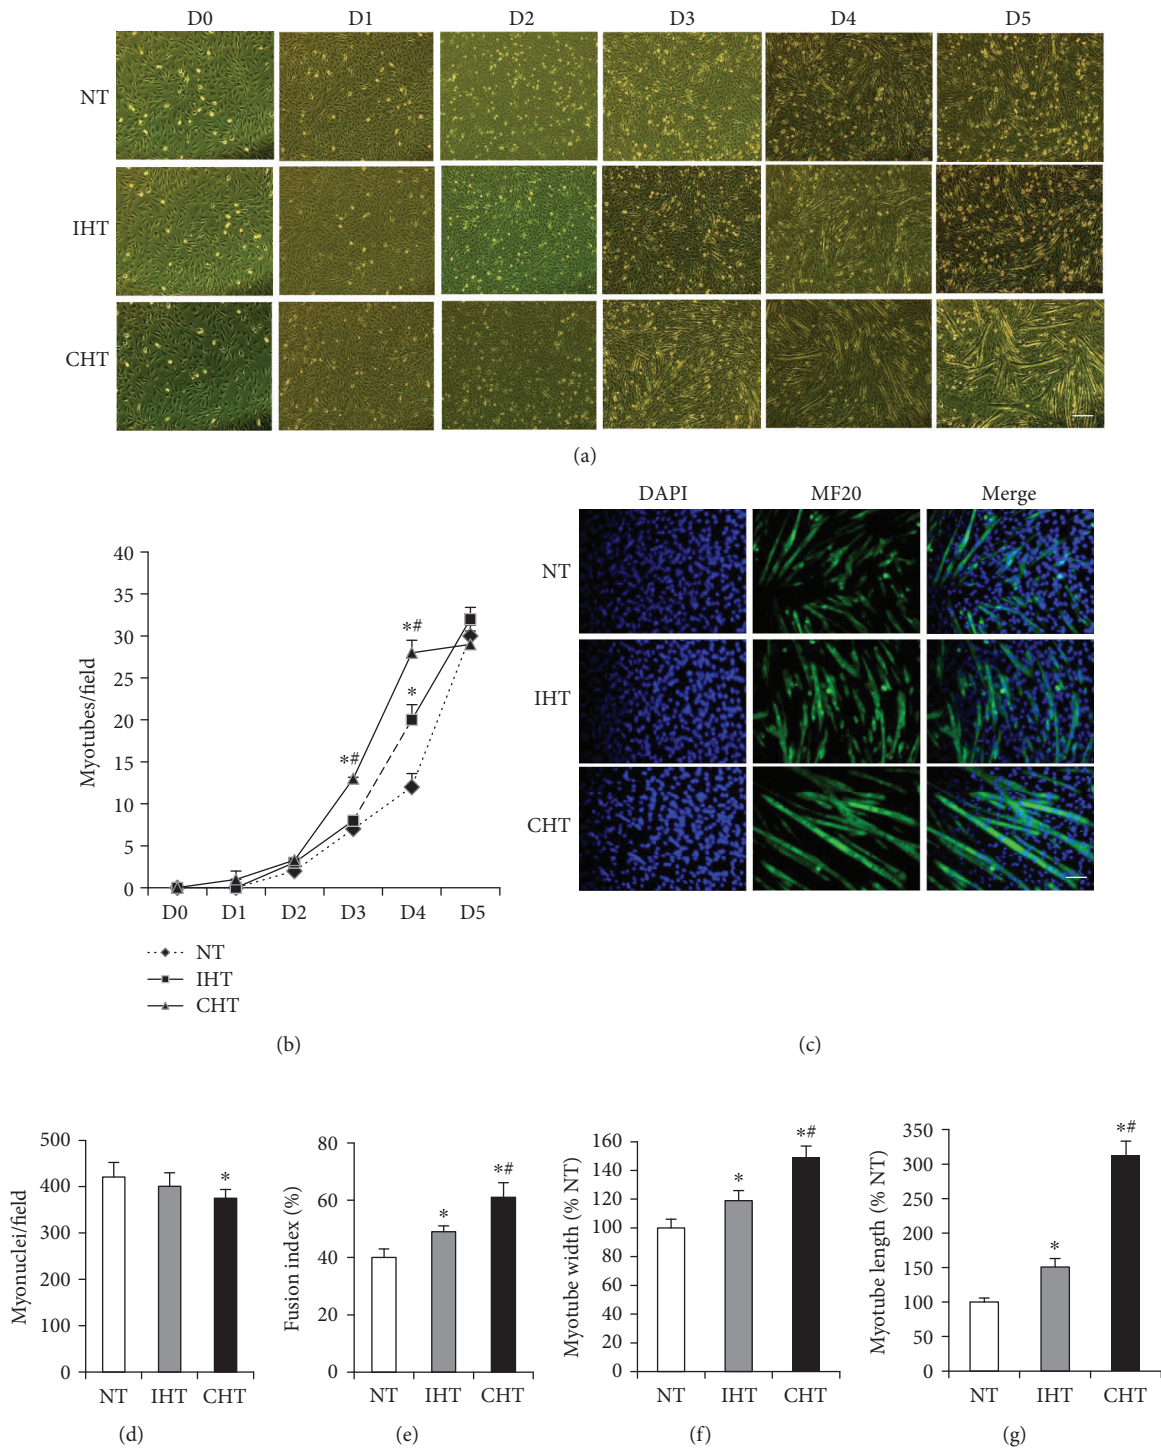 D0 D1 D2 D3 D4 D5
NT
IHT
CHT
(a)
Myotubes/field
40
35
30
25
20
15
10
5
0
*#
*
*#
D0 D1 D2 D3 D4 D5
NT
IHT
CHT
(b)
DAPI MF20 Merge
NT
IHT
CHT
(c)
Myonuclei/field
500
400
300
200
100
0
*
NT IHT CHT
(d)
Fusion index (%)
80
60
40
20
0
*
*#
NT IHT CHT
(e)
Myotube width (% NT)
160
140
120
100
80
60
40
20
0
*
*#
NT IHT CHT
(f)
Myotube length (% NT)
350
300
250
200
150
100
50
0
*
*#
NT IHT CHT
(g)